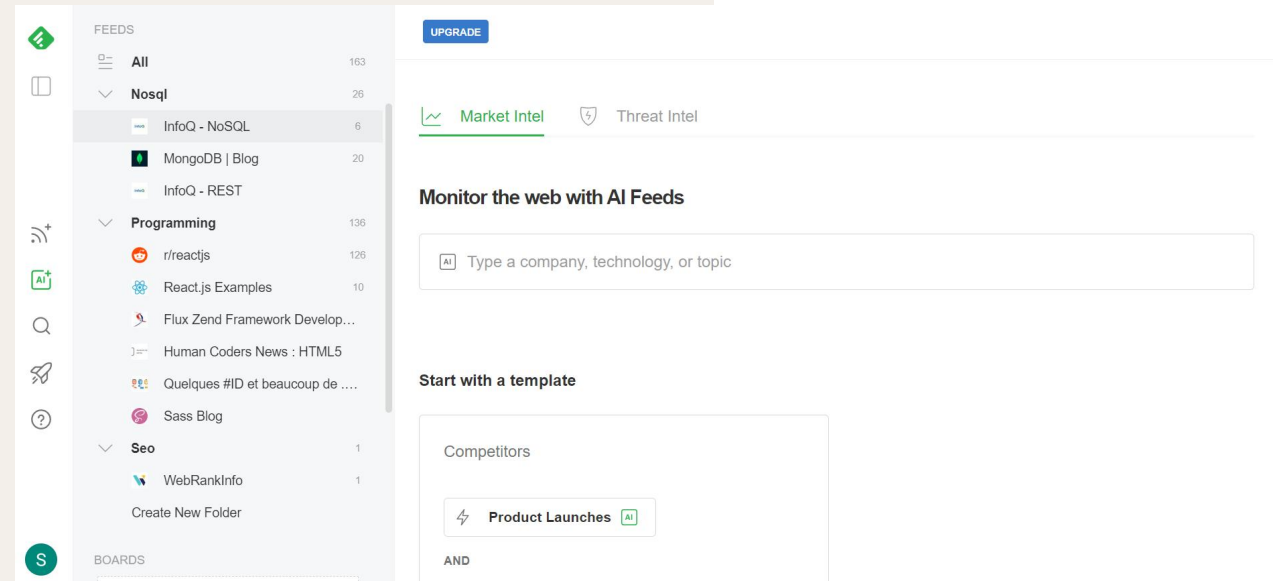 FEEDS
All 163
Nosql 26
InfoQ - NoSQL 6
MongoDB | Blog 20
InfoQ - REST
Programming 136
r/reactjs 126
React.js Examples 10
Flux Zend Framework Develop...
Human Coders News : HTML5
Quelques #ID et beaucoup de ....
Sass Blog
Seo 1
WebRankInfo 1
Create New Folder
BOARDS
S
UPGRADE
Market Intel
Threat Intel
Monitor the web with AI Feeds
AI Type a company, technology, or topic
Start with a template
Competitors
Product Launches AI
AND
AI+